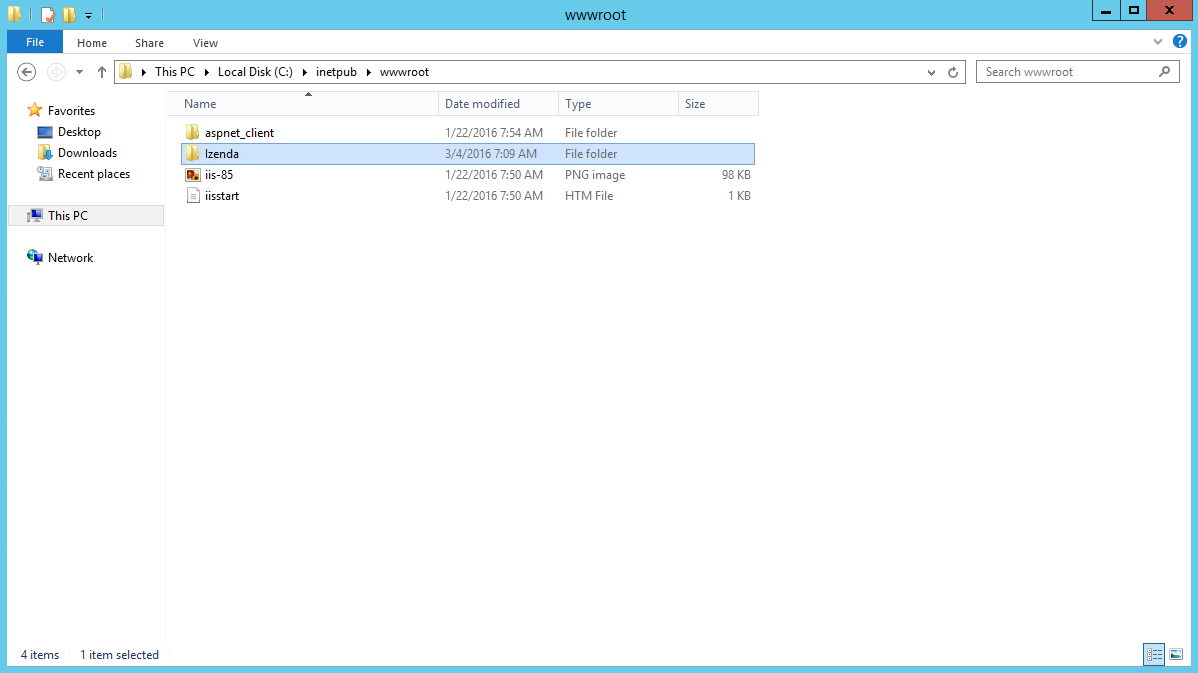 wwwroot
File Home Share View
This PC Local Disk (C:) inetpub wwwroot Search wwwroot
Name Date modified Type Size
Favorites
Desktop
Downloads
Recent places
This PC
Network
aspnet_client 1/22/2016 7:54 AM File folder
Izenda 3/4/2016 7:09 AM File folder
iis-85 1/22/2016 7:50 AM PNG image 98 KB
iisstart 1/22/2016 7:50 AM HTM File 1 KB
4 items 1 item selected